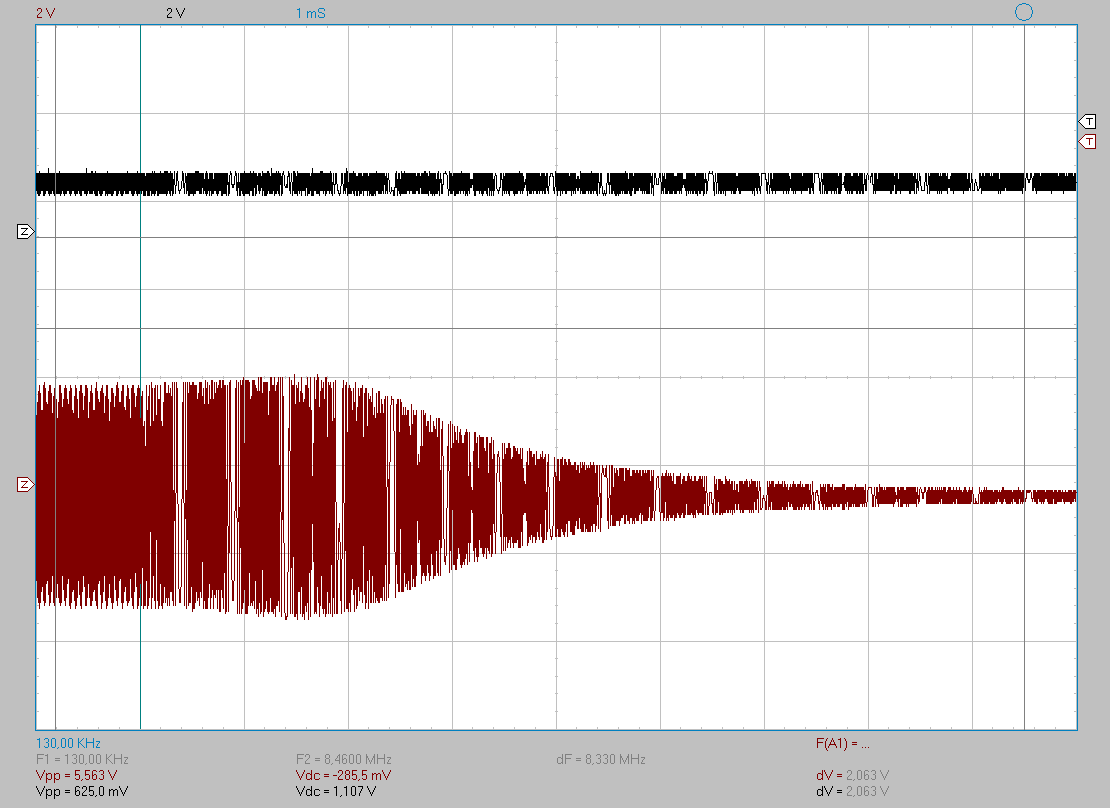 2 V 2 V 1 mS
T
T
Z
Z
130,00 KHz F(A1) = ...
F1 = 130,00 KHz F2 = 8,4600 MHz dF = 8,330 MHz
Vpp = 5,563 V Vdc = -285,5 mV dV = 2,063 V
Vpp = 625,0 mV Vdc = 1,107 V dV = 2,063 V